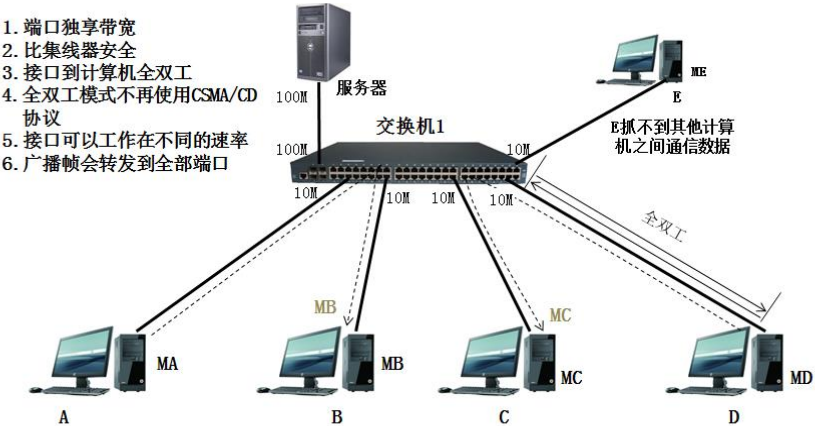 1. 端口独享带宽
2. 比集线器安全
3. 接口到计算机全双工
4. 全双工模式不再使用CSMA/CD
协议
5. 接口可以工作在不同的速率
6. 广播帧会转发到全部端口
服务器
100M
100M
交换机1
10M
ME
E
E抓不到其他计算
机之间通信数据
10M
10M
10M
10M
全双工
MB
MC
MA
MB
MC
MD
A
B
C
D